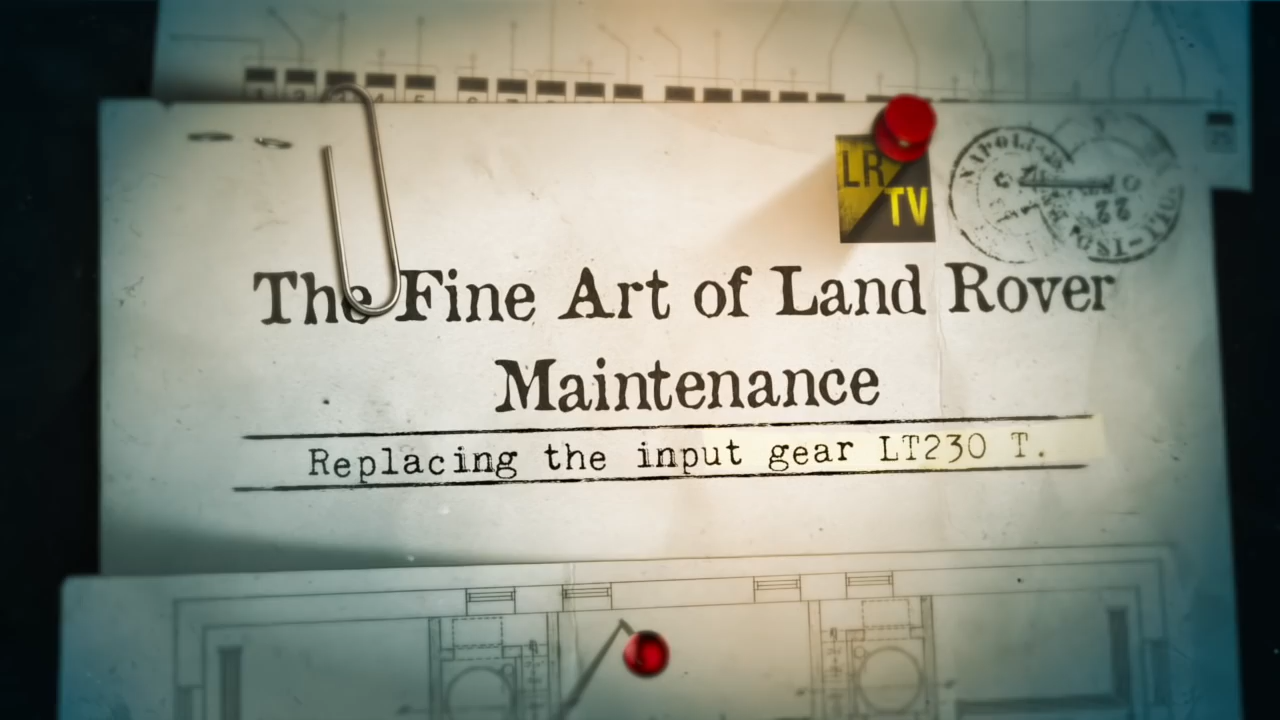 LR
TV
The Fine Art of Land Rover
Maintenance
Replacing the input gear LT230 T.